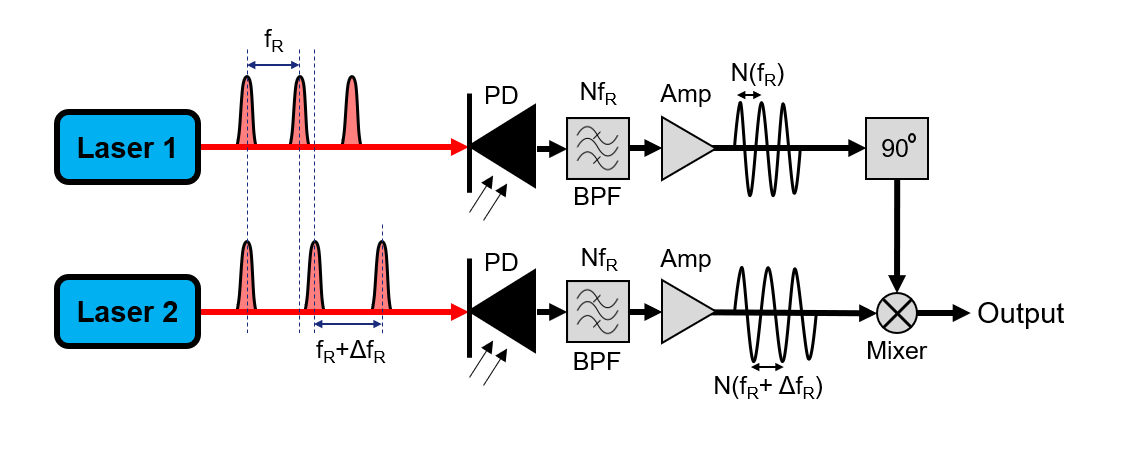 f_R
PD
Nf_R
Amp
N(f_R)
Laser 1
90⁰
BPF
PD
Nf_R
Amp
Laser 2
Output
f_R+Δf_R
BPF
Mixer
N(f_R+ Δf_R)